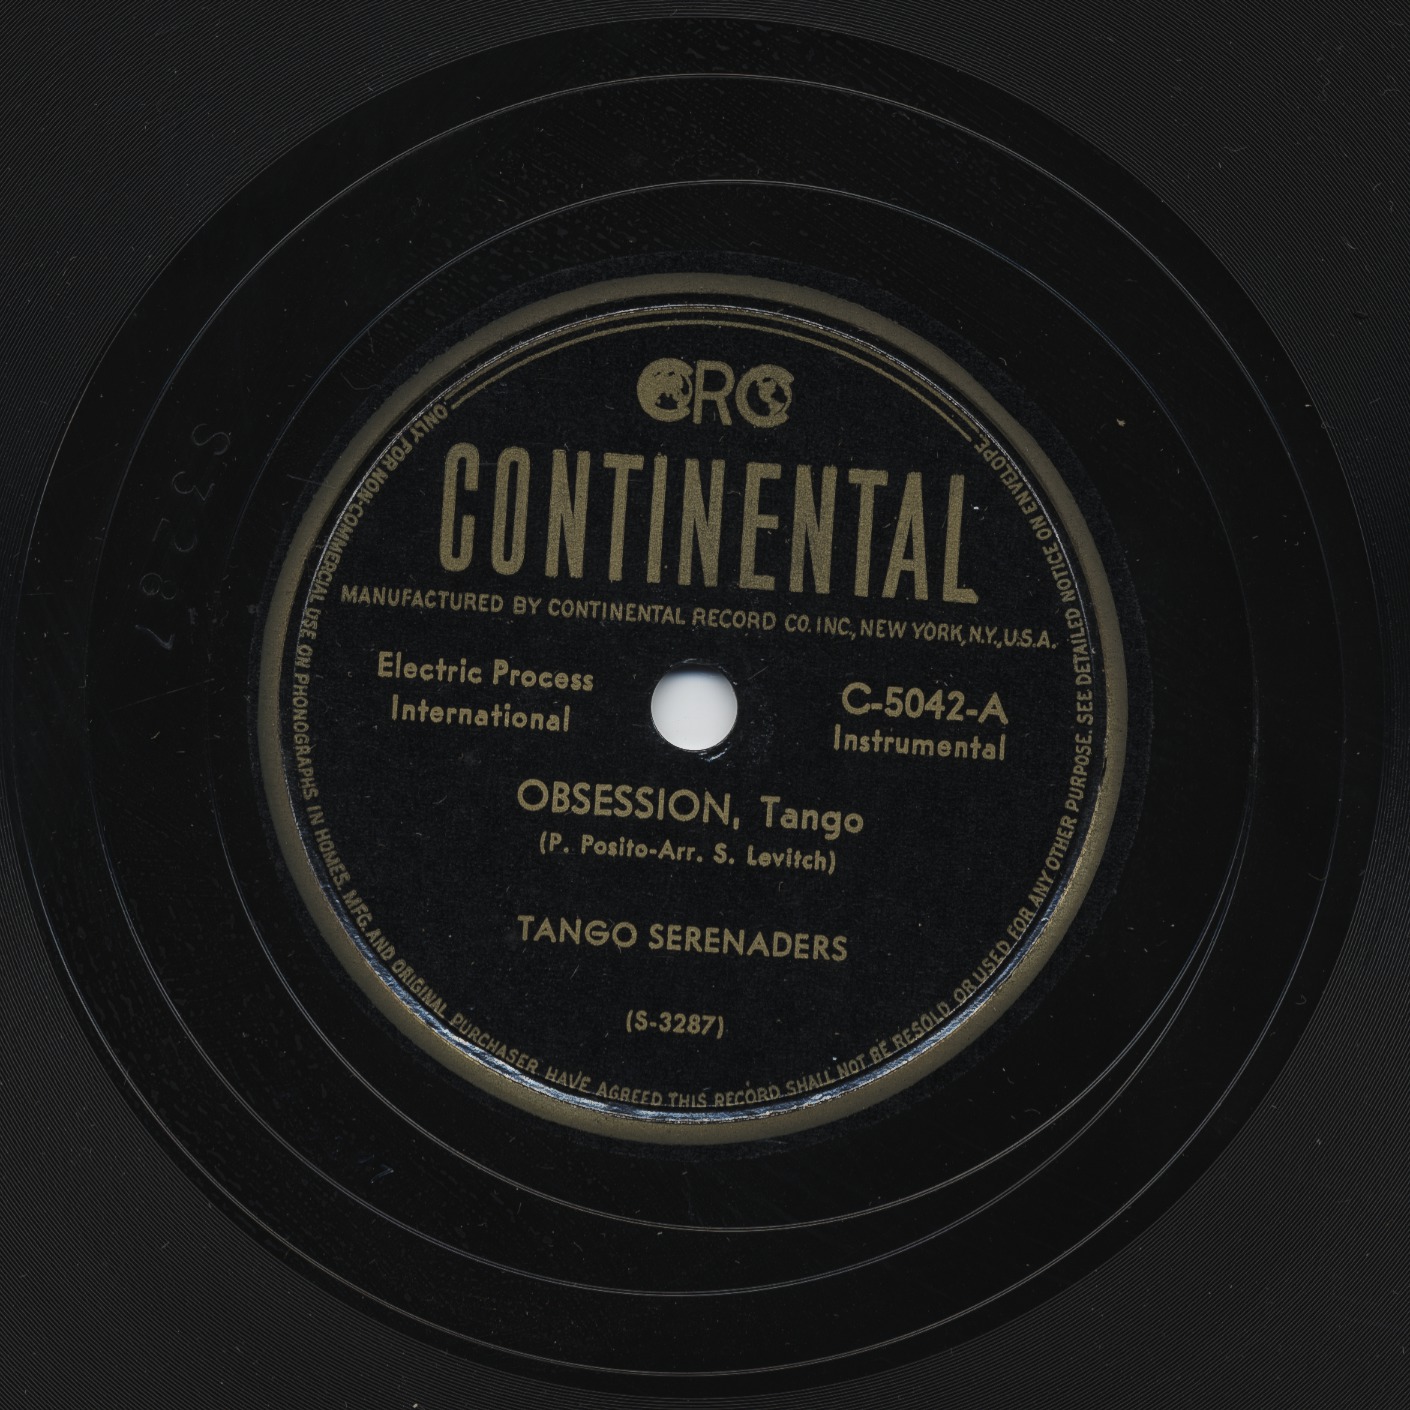 CRC
CONTINENTAL
MANUFACTURED BY CONTINENTAL RECORD CO. INC., NEW YORK, N.Y., U.S.A.
Electric Process
International
C-5042-A
Instrumental
OBSESSION, Tango
(P. Posito-Arr. S. Levitch)
TANGO SERENADERS
(S-3287)
ONLY FOR NON-COMMERCIAL USE ON PHONOGRAPHS IN HOMES. MFG. AND ORIGINAL PURCHASER HAVE AGREED THIS RECORD SHALL NOT BE RESOLD OR USED FOR ANY OTHER PURPOSE. SEE DETAILED NOTICE ON ENVELOPE
S3287